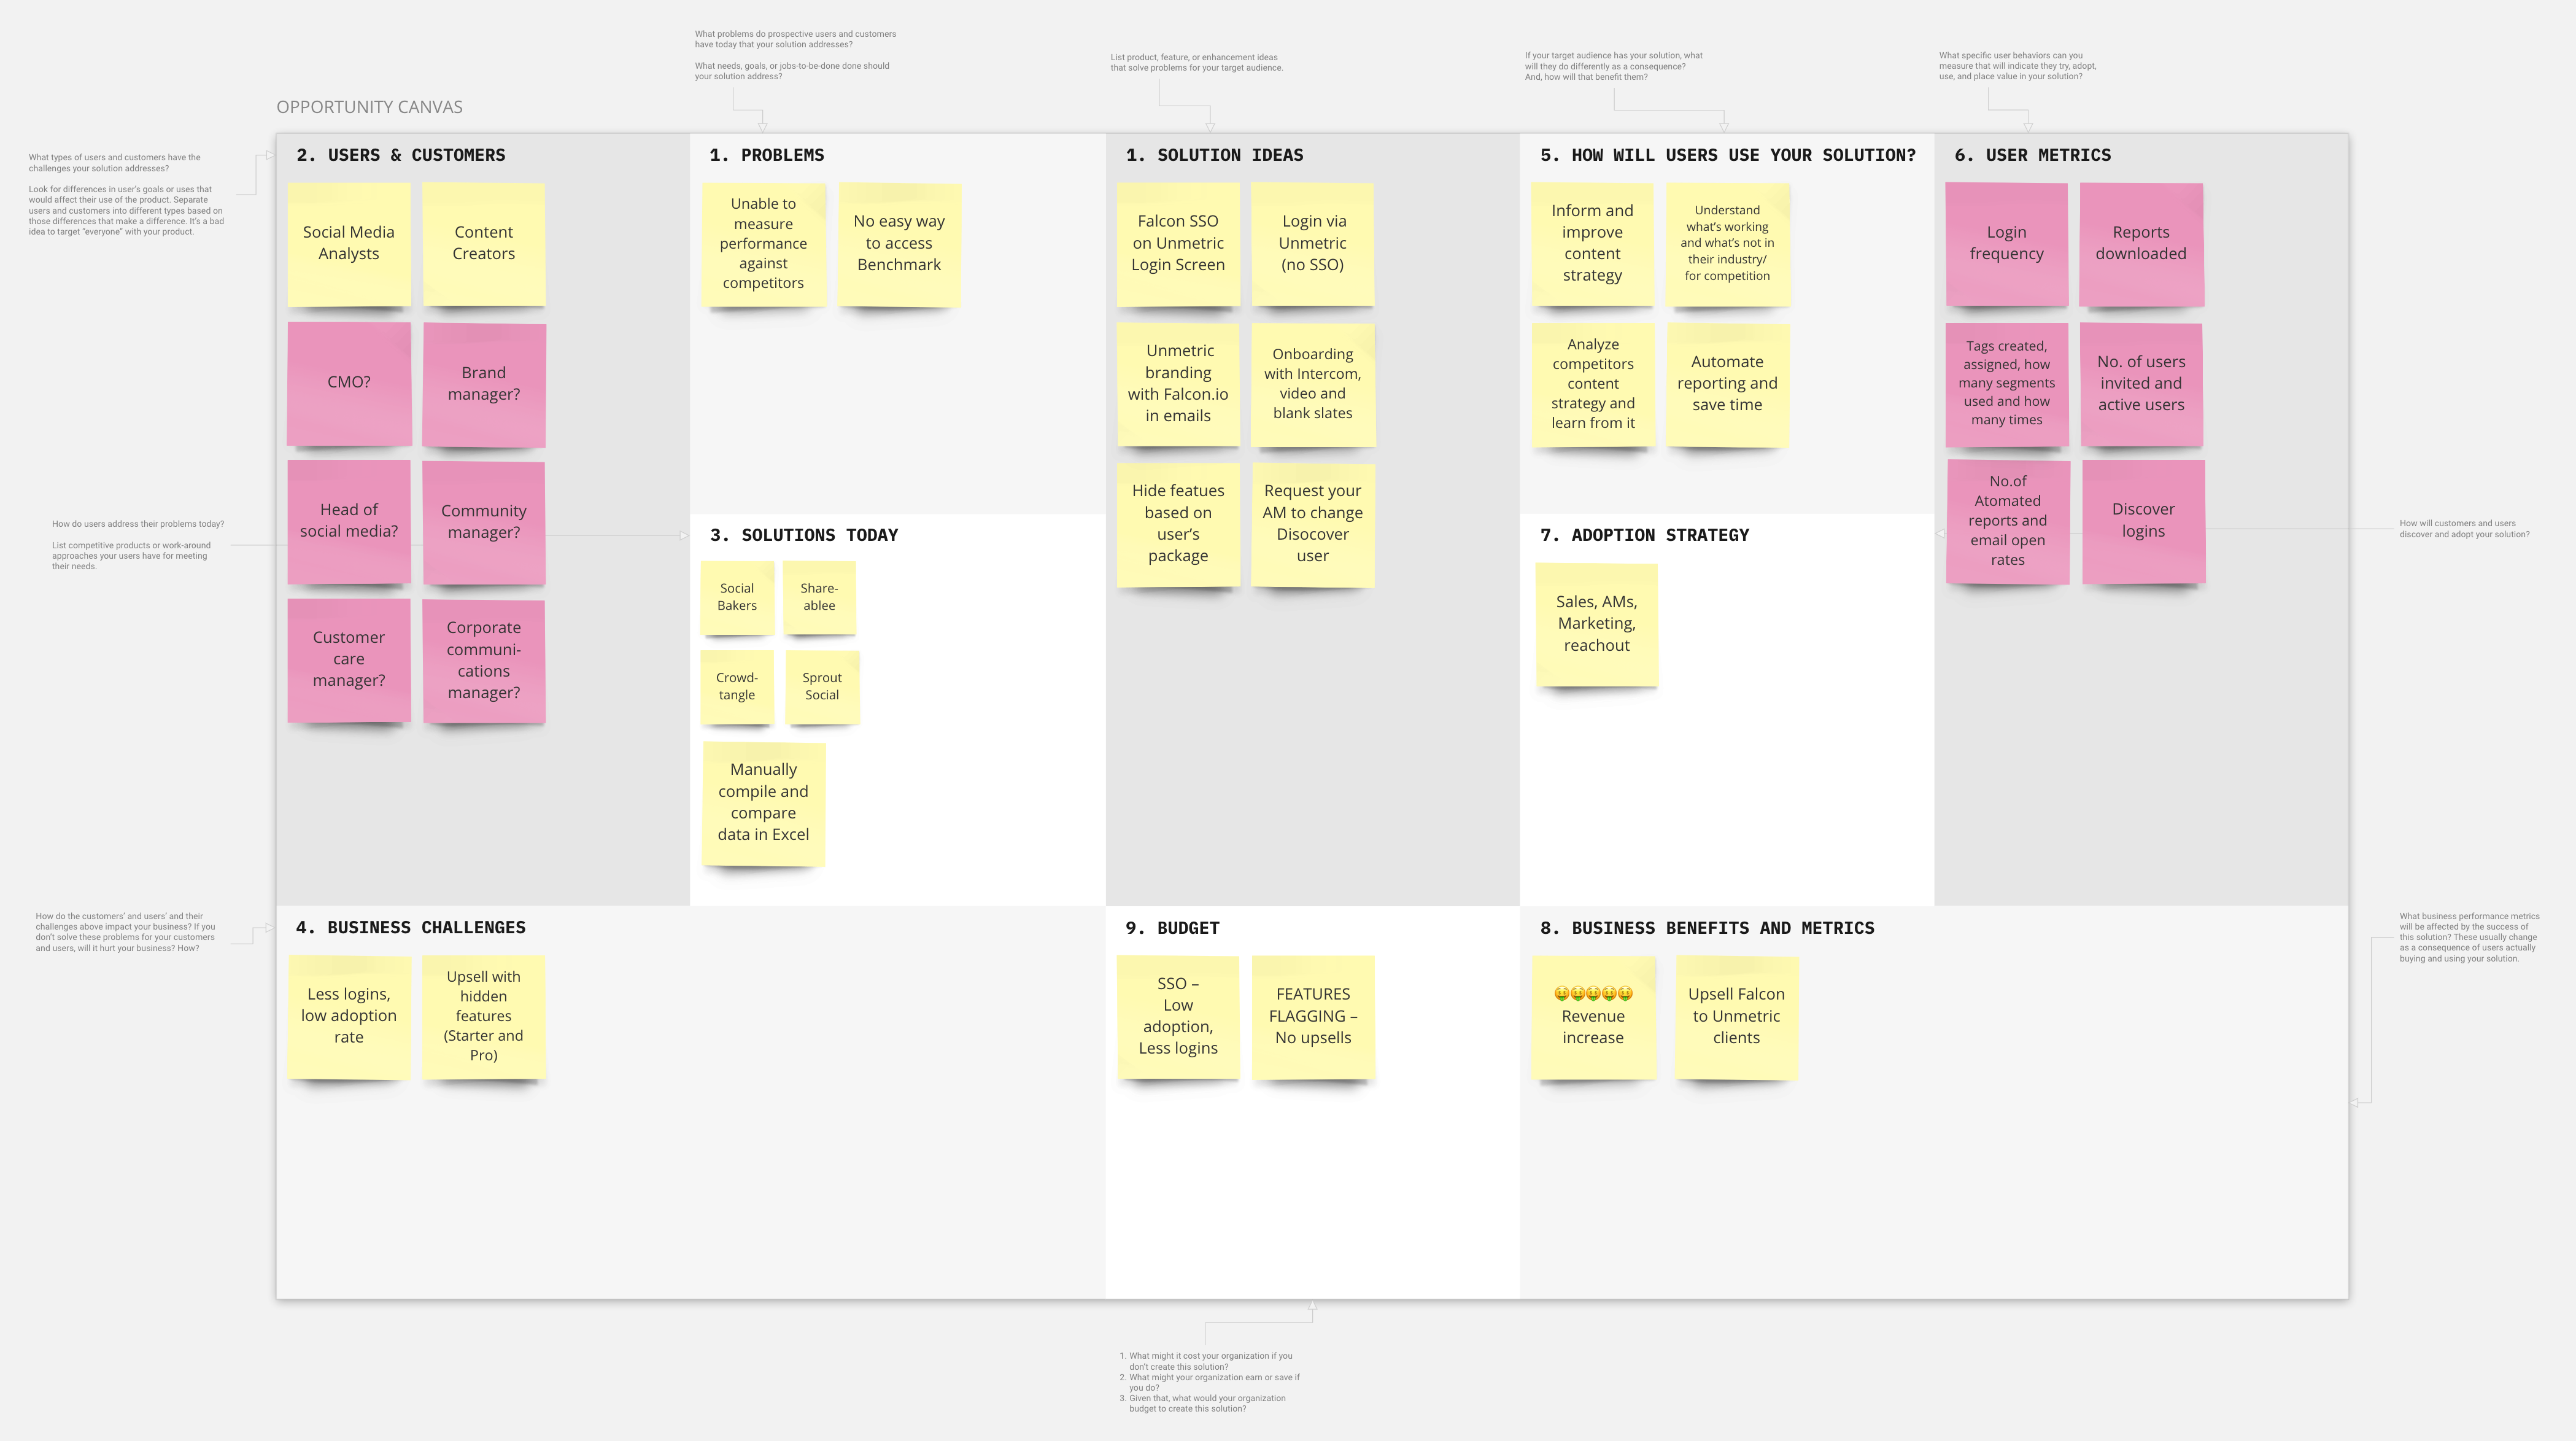 What problems do prospective users and customers
have today that your solution addresses?
What needs, goals, or jobs-to-be-done done should
your solution address?
List product, feature, or enhancement ideas
that solve problems for your target audience.
If your target audience has your solution, what
will they do differently as a consequence?
And, how will that benefit them?
What specific user behaviors can you
measure that will indicate they try, adopt,
use, and place value in your solution?
OPPORTUNITY CANVAS
What types of users and customers have the
challenges your solution addresses?
Look for differences in user's goals or uses that
would affect their use of the product. Separate
users and customers into different types based on
those differences that make a difference. It's a bad
idea to target "everyone" with your product.
2. USERS & CUSTOMERS
Social Media
Analysts
Content
Creators
CMO?
Brand
manager?
Head of
social media?
Community
manager?
Customer
care
manager?
Corporate
communi-
cations
manager?
1. PROBLEMS
Unable to
measure
performance
against
competitors
No easy way
to access
Benchmark
How do users address their problems today?
List competitive products or work-around
approaches your users have for meeting
their needs.
3. SOLUTIONS TODAY
Social
Bakers
Share-
ablee
Crowd-
tangle
Sprout
Social
Manually
compile and
compare
data in Excel
1. SOLUTION IDEAS
Falcon SSO
on Unmetric
Login Screen
Login via
Unmetric
(no SSO)
Unmetric
branding
with Falcon.io
in emails
Onboarding
with Intercom,
video and
blank slates
Hide featues
based on
user's
package
Request your
AM to change
Disocover
user
5. HOW WILL USERS USE YOUR SOLUTION?
Inform and
improve
content
strategy
Understand
what's working
and what's not in
their industry/
for competition
Analyze
competitors
content
strategy and
learn from it
Automate
reporting and
save time
7. ADOPTION STRATEGY
Sales, AMs,
Marketing,
reachout
6. USER METRICS
Login
frequency
Reports
downloaded
Tags created,
assigned, how
many segments
used and how
many times
No. of users
invited and
active users
No.of
Atomated
reports and
email open
rates
Discover
logins
How will customers and users
discover and adopt your solution?
How do the customers' and users' and their
challenges above impact your business? If you
don't solve these problems for your customers
and users, will it hurt your business? How?
4. BUSINESS CHALLENGES
Less logins,
low adoption
rate
Upsell with
hidden
features
(Starter and
Pro)
9. BUDGET
SSO –
Low
adoption,
Less logins
FEATURES
FLAGGING –
No upsells
8. BUSINESS BENEFITS AND METRICS
🤑🤑🤑🤑🤑
Revenue
increase
Upsell Falcon
to Unmetric
clients
What business performance metrics
will be affected by the success of
this solution? These usually change
as a consequence of users actually
buying and using your solution.
1. What might it cost your organization if you
don't create this solution?
2. What might your organization earn or save if
you do?
3. Given that, what would your organization
budget to create this solution?